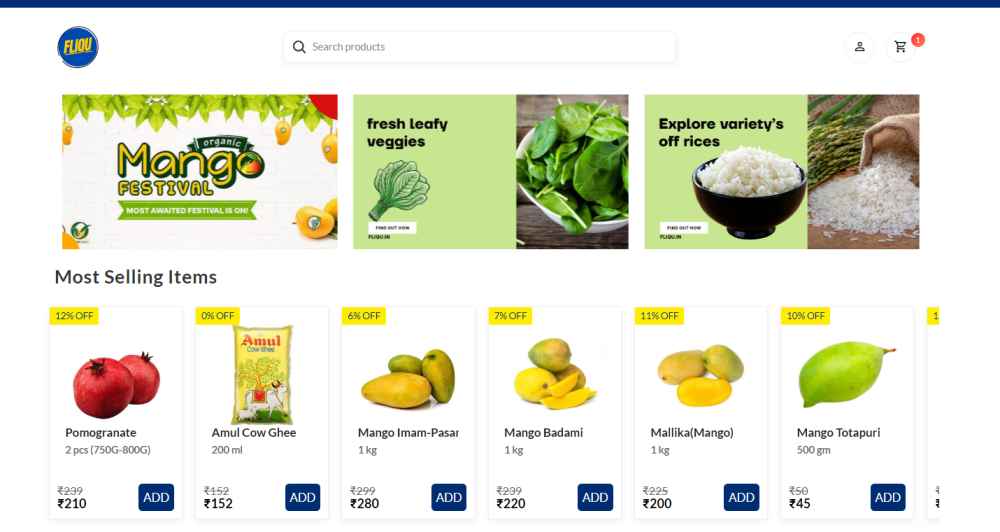 FLIQU
Search products
1
organic
Mango
FESTIVAL
MOST AWAITED FESTIVAL IS ON!
fresh leafy
veggies
FIND OUT NOW
FLIQU.IN
Explore variety's
off rices
FIND OUT NOW
FLIQU.IN
Most Selling Items
12% OFF
Pomogranate
2 pcs (750G-800G)
₹239
₹210
ADD
0% OFF
Amul
Cow Ghee
Amul Cow Ghee
200 ml
₹152
₹152
ADD
6% OFF
Mango Imam-Pasar
1 kg
₹299
₹280
ADD
7% OFF
Mango Badami
1 kg
₹239
₹220
ADD
11% OFF
Mallika(Mango)
1 kg
₹225
₹200
ADD
10% OFF
Mango Totapuri
500 gm
₹50
₹45
ADD